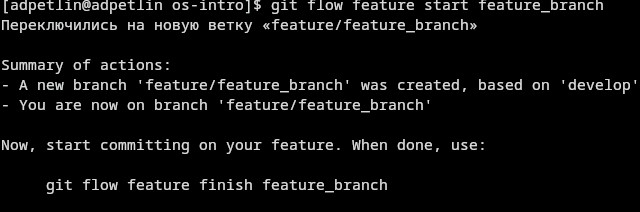 [adpetlin@adpetlin os-intro]$ git flow feature start feature_branch
Переключились на новую ветку «feature/feature_branch»
Summary of actions:
- A new branch 'feature/feature_branch' was created, based on 'develop'
- You are now on branch 'feature/feature_branch'
Now, start committing on your feature. When done, use:
git flow feature finish feature_branch